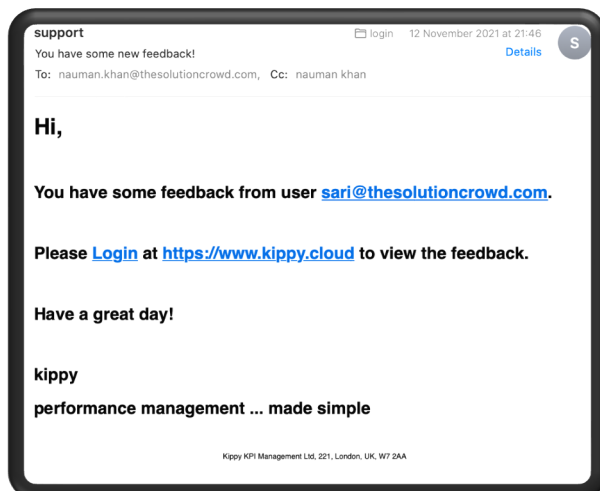 support
login 12 November 2021 at 21:46
S
You have some new feedback!
Details
To: nauman.khan@thesolutioncrowd.com, Cc: nauman khan
Hi,
You have some feedback from user sari@thesolutioncrowd.com.
Please Login at https://www.kippy.cloud to view the feedback.
Have a great day!
kippy
performance management ... made simple
Kippy KPI Management Ltd, 221, London, UK, W7 2AA